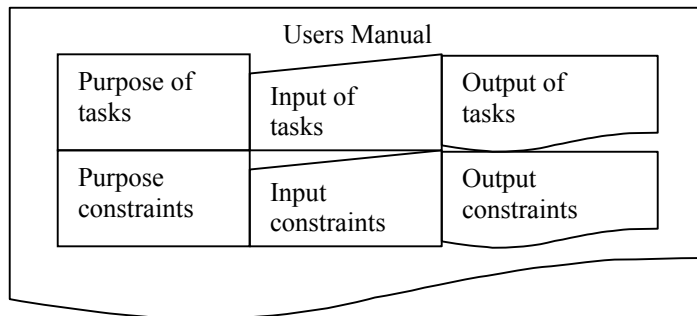 Users Manual
Purpose of
tasks
Input of
tasks
Output of
tasks
Purpose
constraints
Input
constraints
Output
constraints